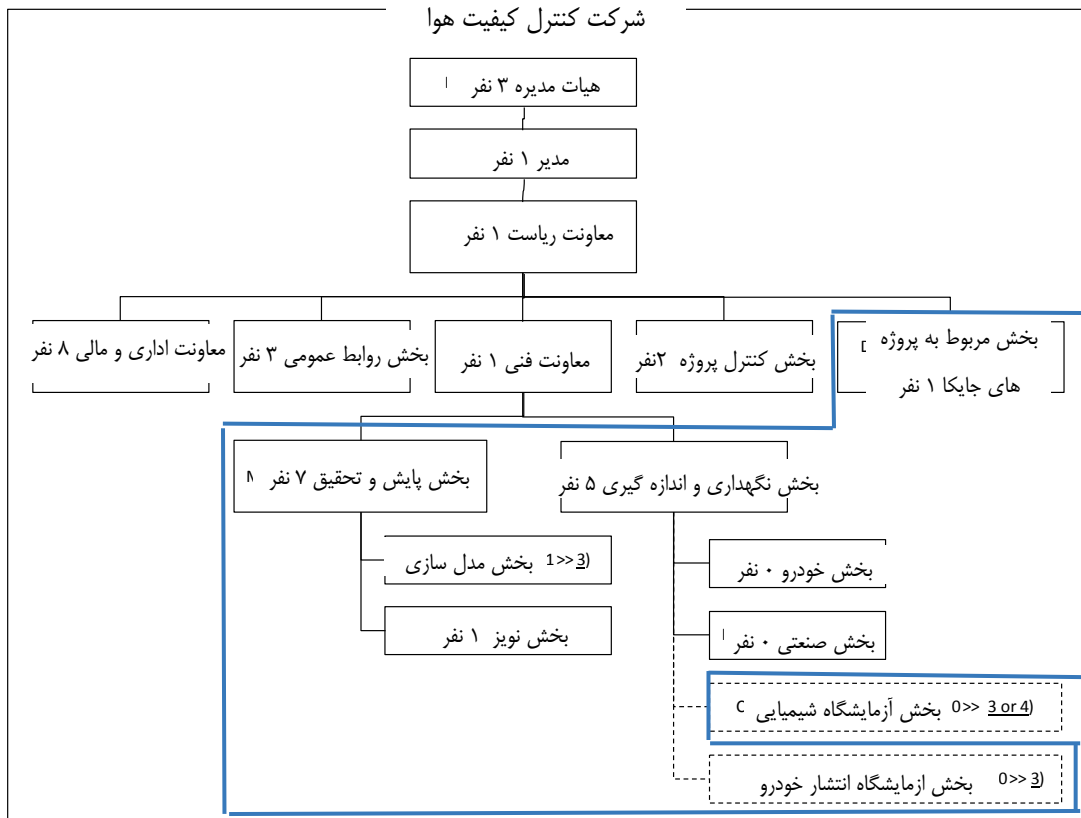 شرکت کنترل کیفیت هوا
هیات مدیره ۳ نفر
مدیر ۱ نفر
معاونت ریاست ۱ نفر
بخش مربوط به پروژه
های جایکا ۱ نفر
بخش کنترل پروژه ۲نفر
معاونت فنی ۱ نفر
بخش روابط عمومی ۳ نفر
معاونت اداری و مالی ۸ نفر
بخش نگهداری و اندازه گیری ۵ نفر
بخش پایش و تحقیق ۷ نفر
بخش خودرو ۰ نفر
بخش مدل سازی 1>>3)
بخش صنعتی ۰ نفر
بخش نویز ۱ نفر
بخش آزمایشگاه شیمیایی 0>> 3 or 4)
C
بخش ازمایشگاه انتشار خودرو 0>>3)